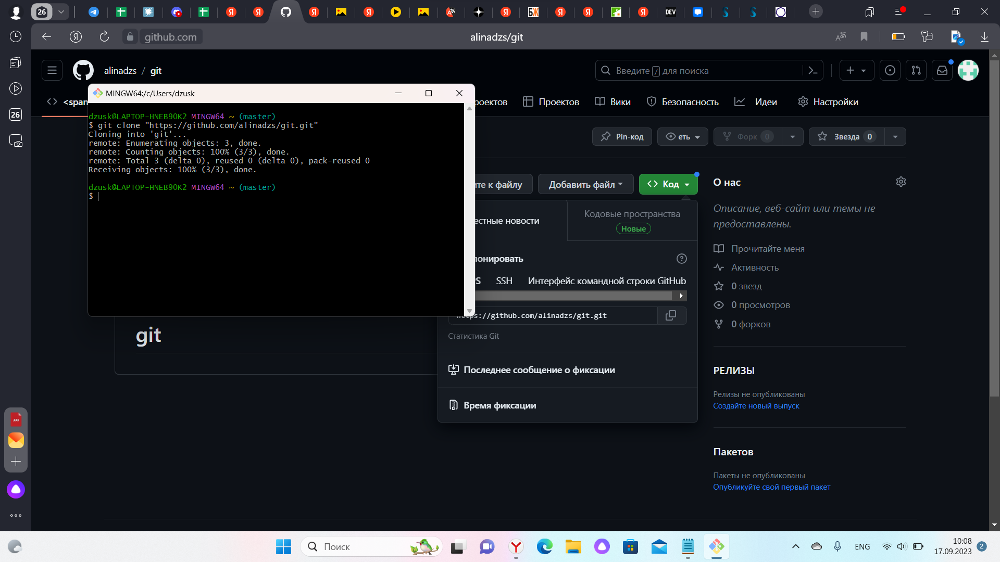 26
github.com
alinadzs/git
БЖ
DEV
26
alinadzs / git
Введите / для поиска
MINGW64:/c/Users/dzusk
<span
роектов
Проектов
Вики
Безопасность
Идеи
Настройки
dzusk@LAPTOP-HNEB9OK2 MINGW64 ~ (master)
$ git clone "https://github.com/alinadzs/git.git"
Cloning into 'git'...
remote: Enumerating objects: 3, done.
remote: Counting objects: 100% (3/3), done.
remote: Total 3 (delta 0), reused 0 (delta 0), pack-reused 0
Receiving objects: 100% (3/3), done.
dzusk@LAPTOP-HNEB9OK2 MINGW64 ~ (master)
$
Pin-код
еть
Форк 0
Звезда 0
те к файлу
Добавить файл
Код
О нас
Описание, веб-сайт или темы не
предоставлены.
естные новости
Кодовые пространства
Новые
лонировать
PS
SSH
Интерфейс командной строки GitHub
https://github.com/alinadzs/git.git
Статистика Git
Последнее сообщение о фиксации
Время фиксации
git
Прочитайте меня
Активность
0 звезд
0 просмотров
0 форков
РЕЛИЗЫ
Релизы не опубликованы
Создайте новый выпуск
Пакетов
Пакеты не опубликованы
Опубликуйте свой первый пакет
Поиск
ENG
10:08
17.09.2023
2